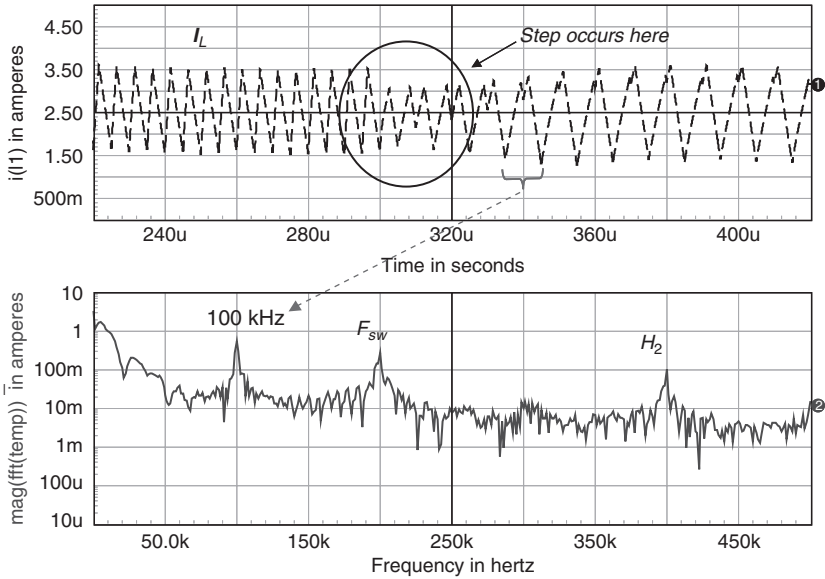 4.50
3.50
2.50
1.50
500m
i(l1) in amperes
I_L
Step occurs here
1
240u 280u 320u 360u 400u
Time in seconds
10
1
100m
10m
1m
100u
10u
mag(fft(temp)) in amperes
100 kHz
F_sw
H_2
2
50.0k 150k 250k 350k 450k
Frequency in hertz